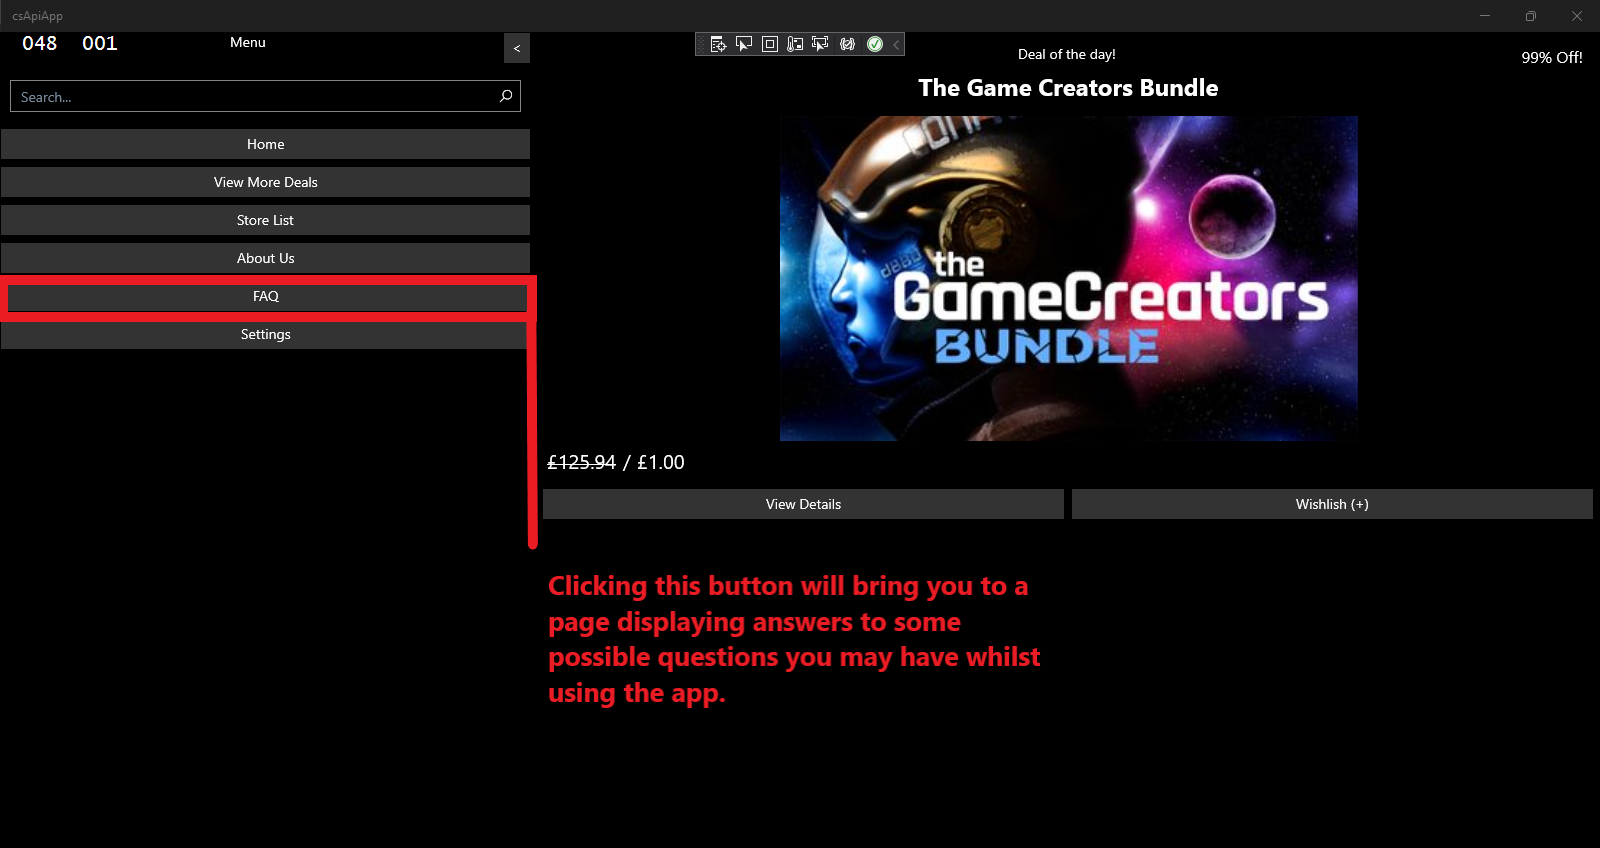 csApiApp
048 001
Menu
<
Search...
Home
View More Deals
Store List
About Us
FAQ
Settings
Deal of the day!
99% Off!
The Game Creators Bundle
the
GameCreators
BUNDLE
£125.94 / £1.00
View Details
Wishlish (+)
Clicking this button will bring you to a
page displaying answers to some
possible questions you may have whilst
using the app.